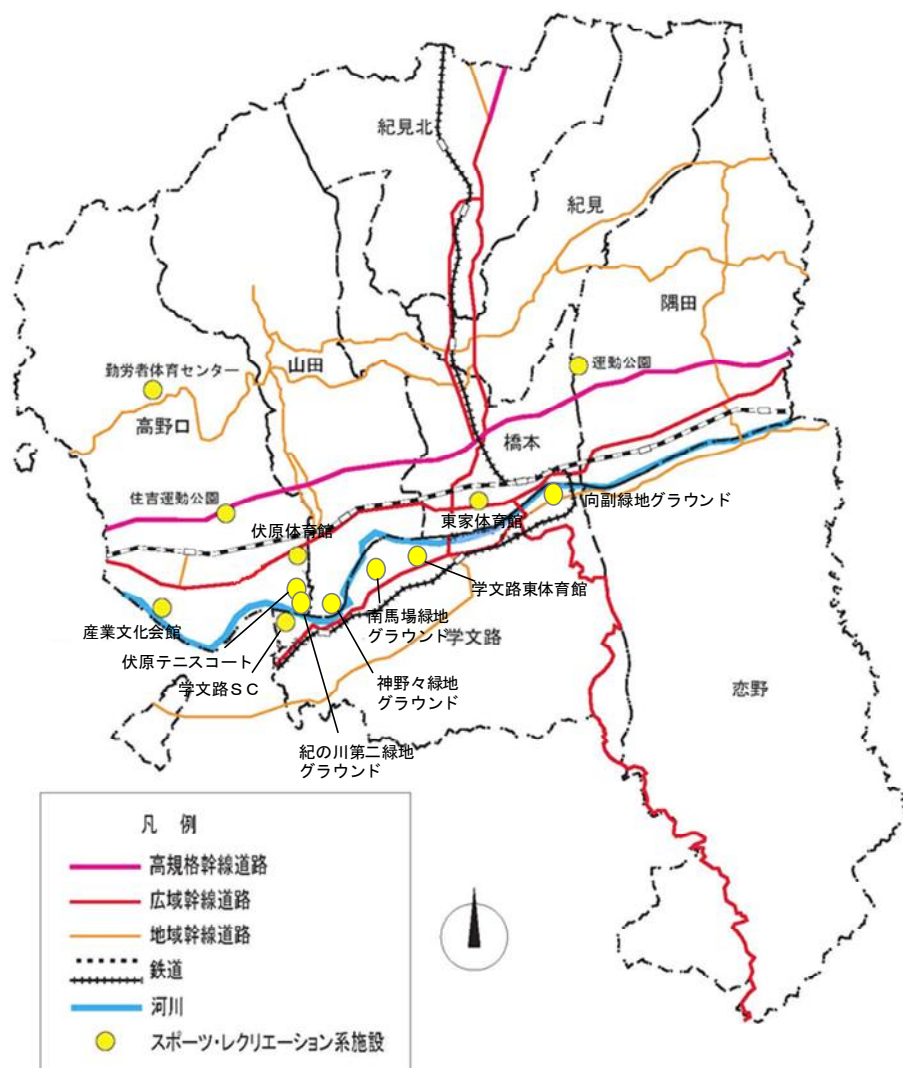 紀見北
紀見
隅田
勤労者体育センター
山田
運動公園
高野口
橋本
住吉運動公園
伏原体育館
東家体育館
向副緑地グラウンド
学文路東体育館
南馬場緑地
グラウンド
産業文化会館
学文路
伏原テニスコート
学文路SC
神野々緑地
グラウンド
恋野
紀の川第二緑地
グラウンド
凡 例
高規格幹線道路
広域幹線道路
地域幹線道路
鉄道
河川
スポーツ・レクリエーション系施設